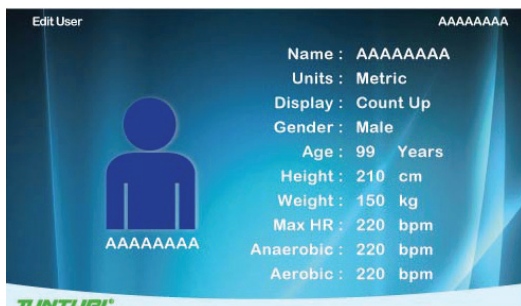 Edit User
AAAAAAAA
Name : AAAAAAAA
Units : Metric
Display : Count Up
Gender : Male
Age : 99 Years
Height : 210 cm
Weight : 150 kg
Max HR : 220 bpm
Anaerobic : 220 bpm
Aerobic : 220 bpm
AAAAAAAA
TUNTURI